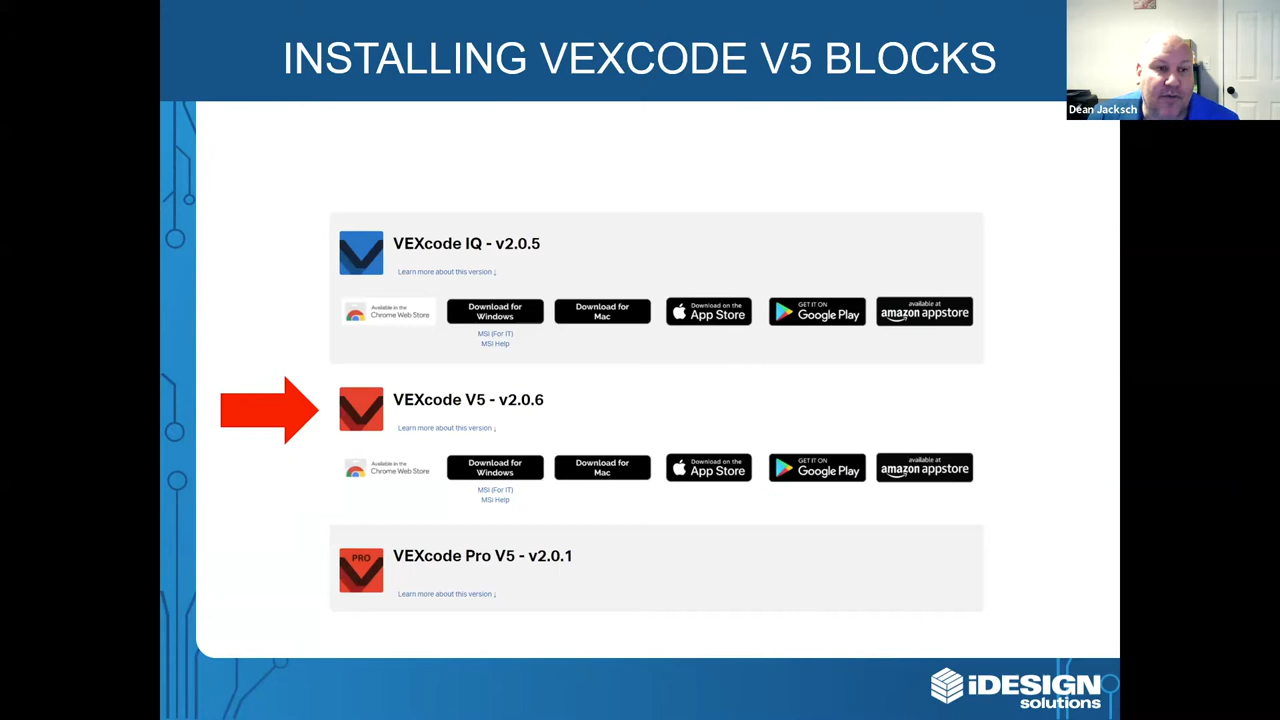 INSTALLING VEXCODE V5 BLOCKS
Dean Jacksch
VEXcode IQ - v2.0.5
Learn more about this version ↓
Available in the
Chrome Web Store
Download for
Windows
Download for
Mac
Download on the
App Store
GET IT ON
Google Play
available at
amazon appstore
MSI (For IT)
MSI Help
VEXcode V5 - v2.0.6
Learn more about this version ↓
Available in the
Chrome Web Store
Download for
Windows
Download for
Mac
Download on the
App Store
GET IT ON
Google Play
available at
amazon appstore
MSI (For IT)
MSI Help
PRO
VEXcode Pro V5 - v2.0.1
Learn more about this version ↓
iDESIGN
solutions